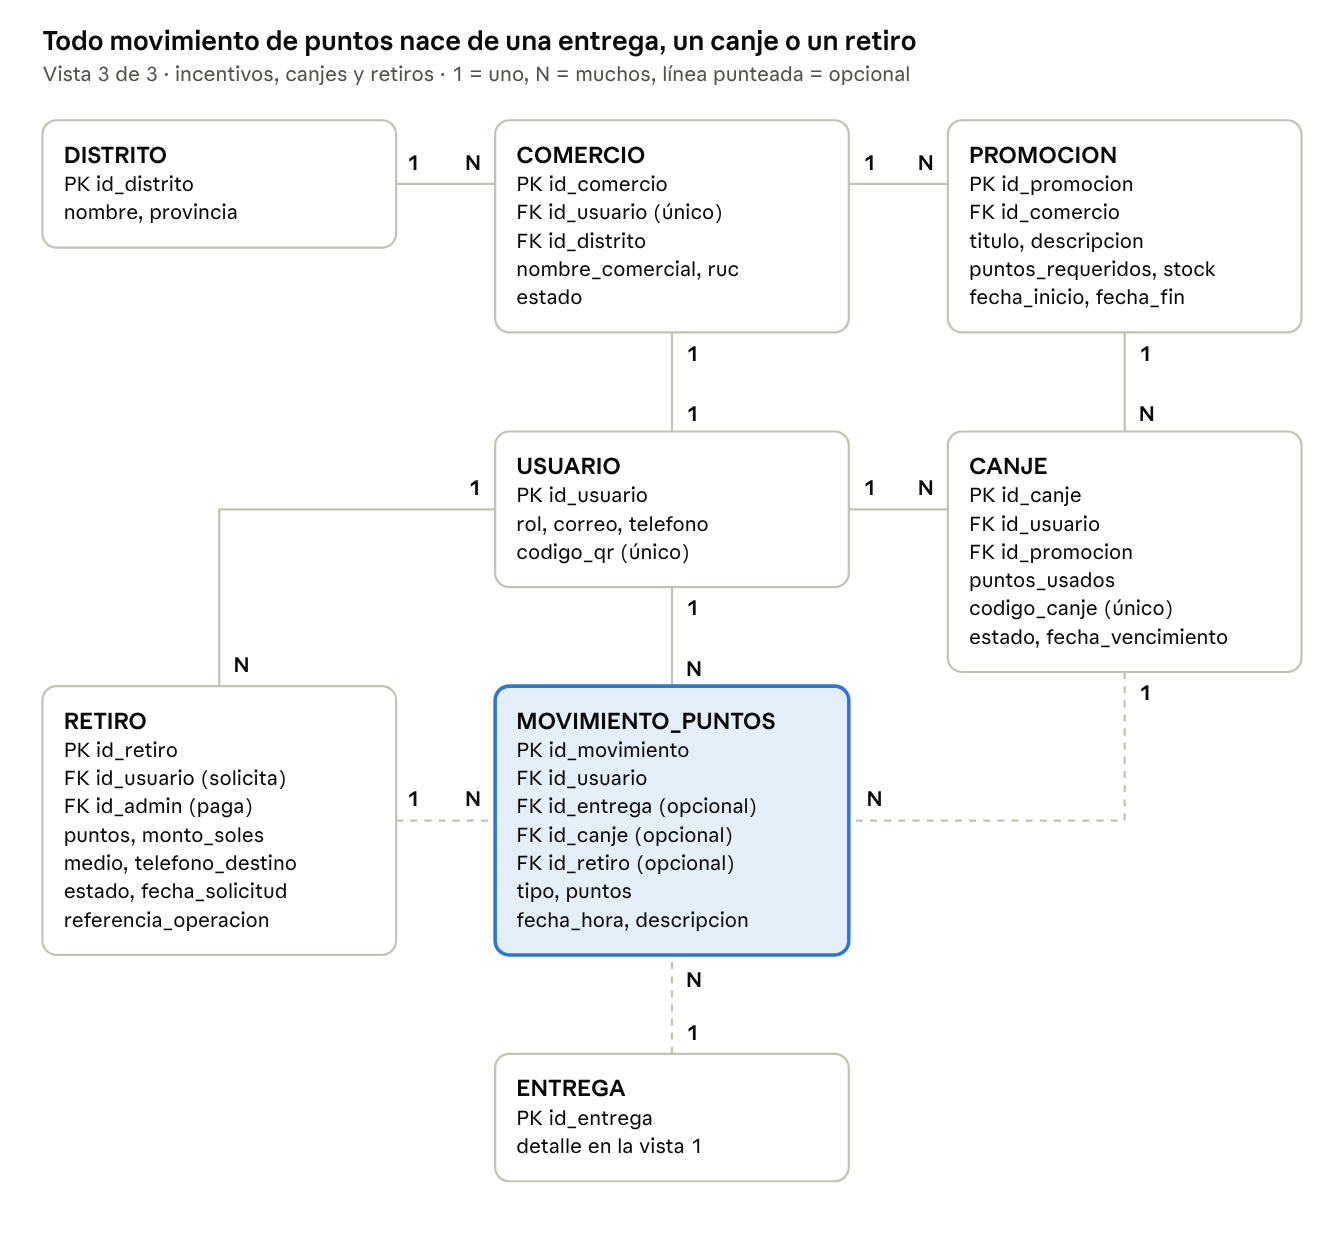 Todo movimiento de puntos nace de una entrega, un canje o un retiro
Vista 3 de 3 · incentivos, canjes y retiros · 1 = uno, N = muchos, línea punteada = opcional
DISTRITO
PK id_distrito
nombre, provincia
1 N
COMERCIO
PK id_comercio
FK id_usuario (único)
FK id_distrito
nombre_comercial, ruc
estado
1 N
PROMOCION
PK id_promocion
FK id_comercio
titulo, descripcion
puntos_requeridos, stock
fecha_inicio, fecha_fin
1
1
1
N
1
USUARIO
PK id_usuario
rol, correo, telefono
codigo_qr (único)
1 N
CANJE
PK id_canje
FK id_usuario
FK id_promocion
puntos_usados
codigo_canje (único)
estado, fecha_vencimiento
1
N
N
1
RETIRO
PK id_retiro
FK id_usuario (solicita)
FK id_admin (paga)
puntos, monto_soles
medio, telefono_destino
estado, fecha_solicitud
referencia_operacion
1 N
MOVIMIENTO_PUNTOS
PK id_movimiento
FK id_usuario
FK id_entrega (opcional)
FK id_canje (opcional)
FK id_retiro (opcional)
tipo, puntos
fecha_hora, descripcion
N
N
1
ENTREGA
PK id_entrega
detalle en la vista 1